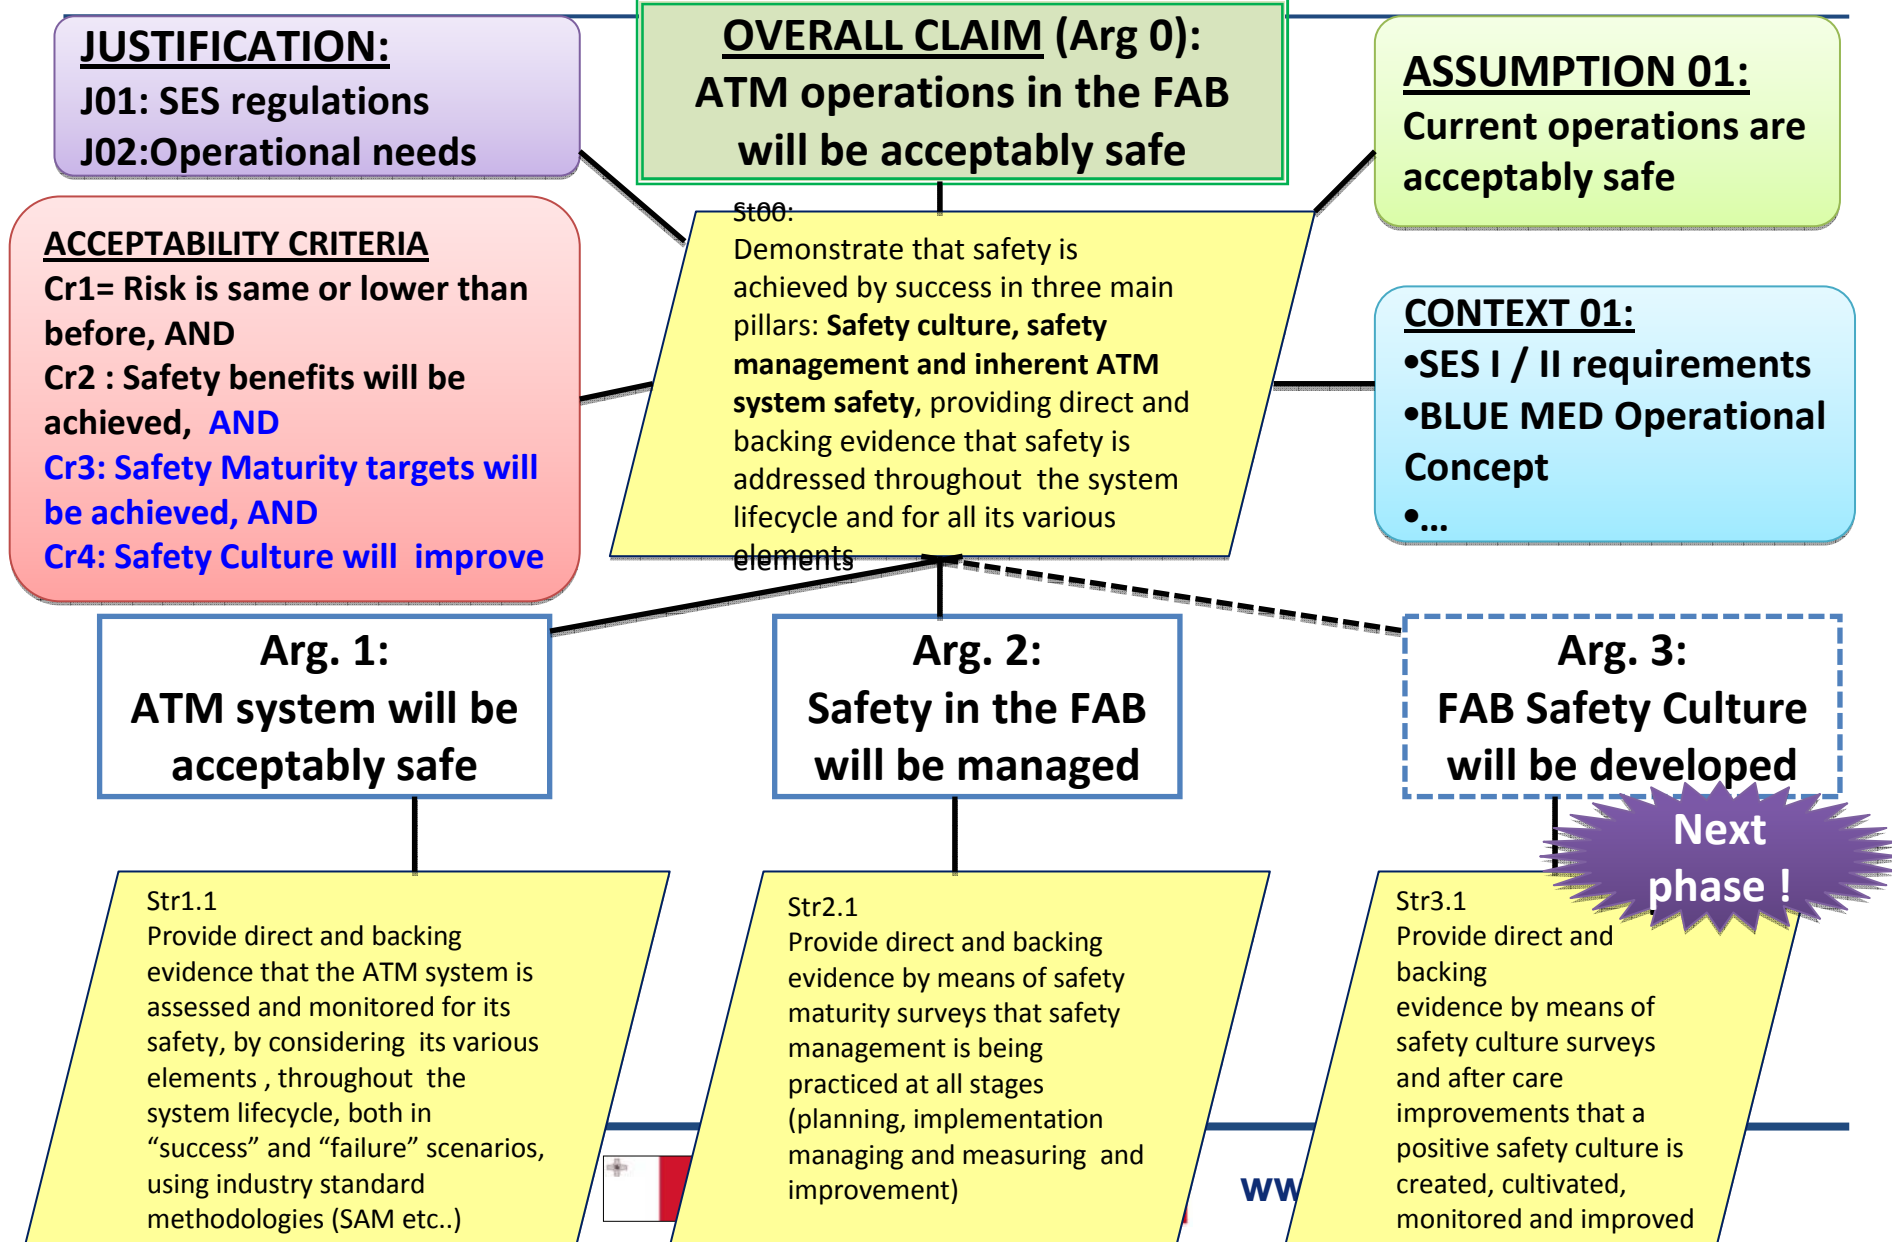 JUSTIFICATION:
J01: SES regulations
J02:Operational needs
OVERALL CLAIM (Arg 0):
ATM operations in the FAB
will be acceptably safe
ASSUMPTION 01:
Current operations are
acceptably safe
ACCEPTABILITY CRITERIA
Cr1= Risk is same or lower than
before, AND
Cr2 : Safety benefits will be
achieved, AND
Cr3: Safety Maturity targets will
be achieved, AND
Cr4: Safety Culture will improve
St00:
Demonstrate that safety is
achieved by success in three main
pillars: Safety culture, safety
management and inherent ATM
system safety, providing direct and
backing evidence that safety is
addressed throughout the system
lifecycle and for all its various
elements
CONTEXT 01:
•SES I / II requirements
•BLUE MED Operational
Concept
•...
Arg. 1:
ATM system will be
acceptably safe
Arg. 2:
Safety in the FAB
will be managed
Arg. 3:
FAB Safety Culture
will be developed
Next
phase !
Str1.1
Provide direct and backing
evidence that the ATM system is
assessed and monitored for its
safety, by considering its various
elements , throughout the
system lifecycle, both in
“success” and “failure” scenarios,
using industry standard
methodologies (SAM etc..)
Str2.1
Provide direct and backing
evidence by means of safety
maturity surveys that safety
management is being
practiced at all stages
(planning, implementation
managing and measuring and
improvement)
Str3.1
Provide direct and
backing
evidence by means of
safety culture surveys
and after care
improvements that a
positive safety culture is
created, cultivated,
monitored and improved